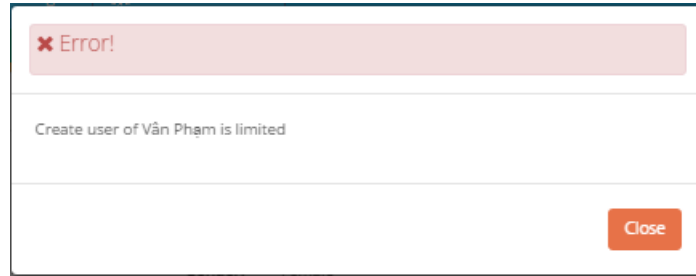 ✖ Error!
Create user of Vân Phạm is limited
Close